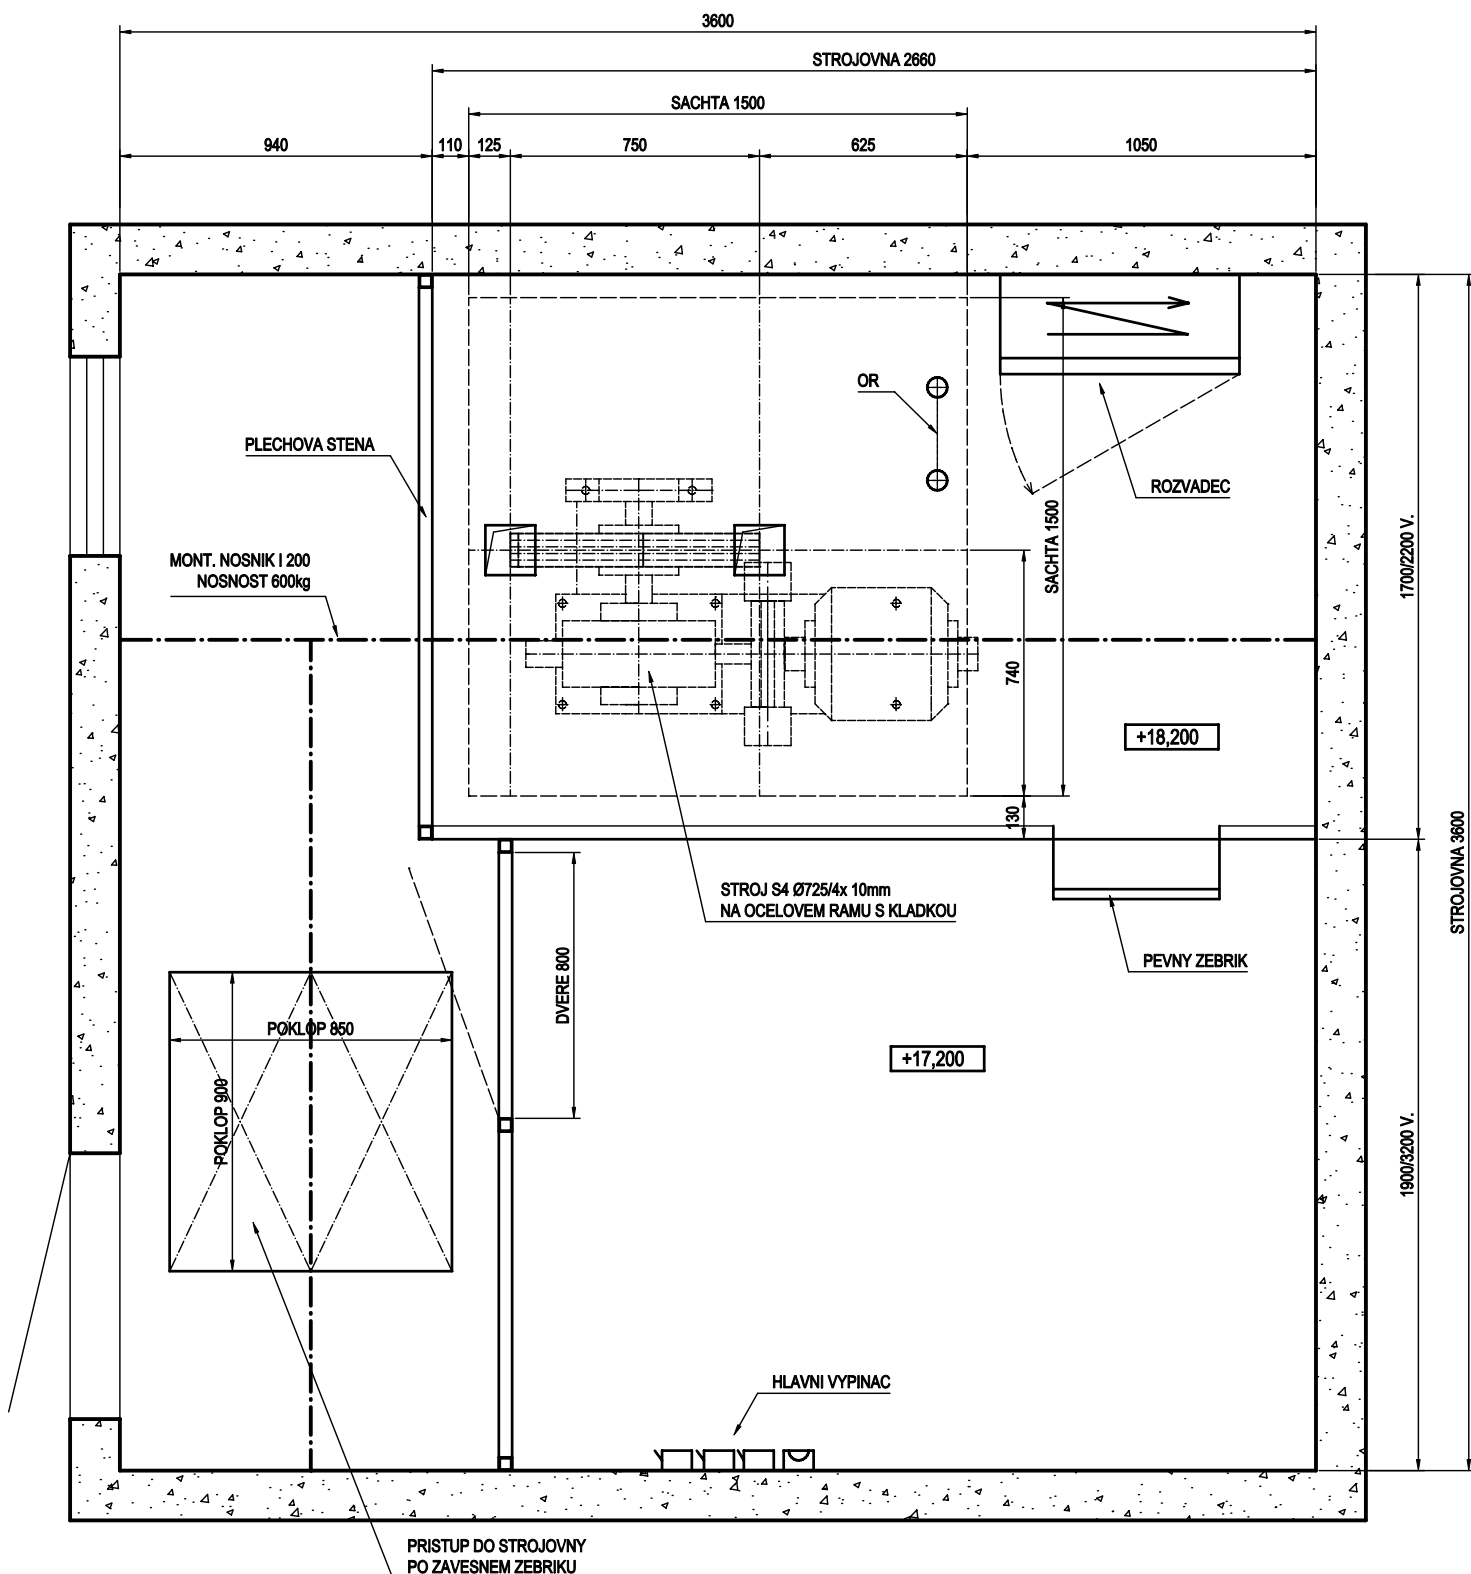 3600
STROJOVNA 2660
SACHTA 1500
940
110
125
750
625
1050
OR
PLECHOVA STENA
ROZVADEC
SACHTA 1500
1700/2200 V.
MONT. NOSNIK I 200
NOSNOST 600kg
740
+18,200
130
STROJOVNA 3600
STROJ S4 Ø725/4x 10mm
NA OCELOVEM RAMU S KLADKOU
PEVNY ZEBRIK
DVERE 800
POKLOP 850
+17,200
POKLOP 900
1900/3200 V.
HLAVNI VYPINAC
PRISTUP DO STROJOVNY
PO ZAVESNEM ZEBRIKU